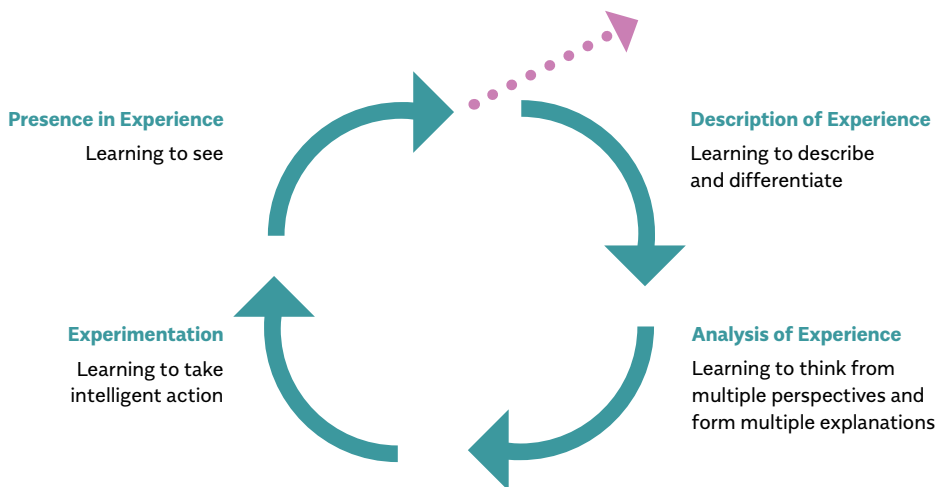 Presence in Experience
Learning to see
Description of Experience
Learning to describe
and differentiate
Analysis of Experience
Learning to think from
multiple perspectives and
form multiple explanations
Experimentation
Learning to take
intelligent action